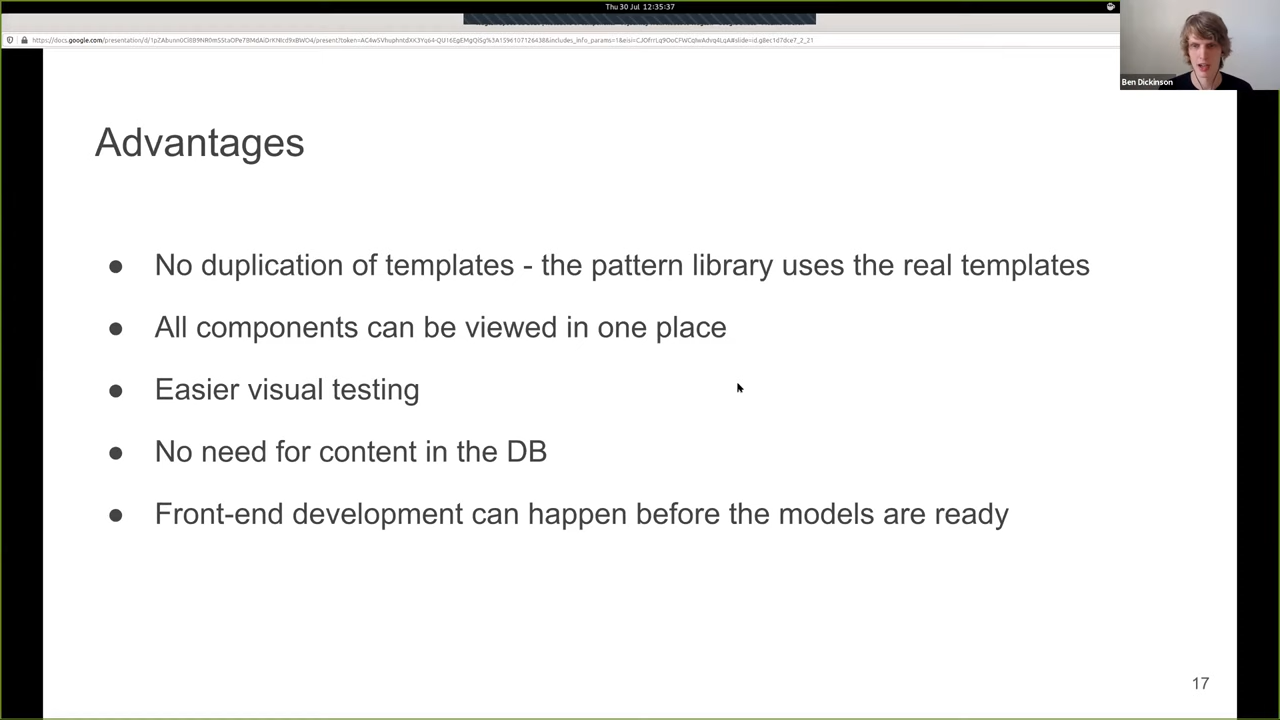 Thu 30 Jul 12:35:37
Ben Dickinson
Advantages
● No duplication of templates - the pattern library uses the real templates
● All components can be viewed in one place
● Easier visual testing
● No need for content in the DB
● Front-end development can happen before the models are ready
17